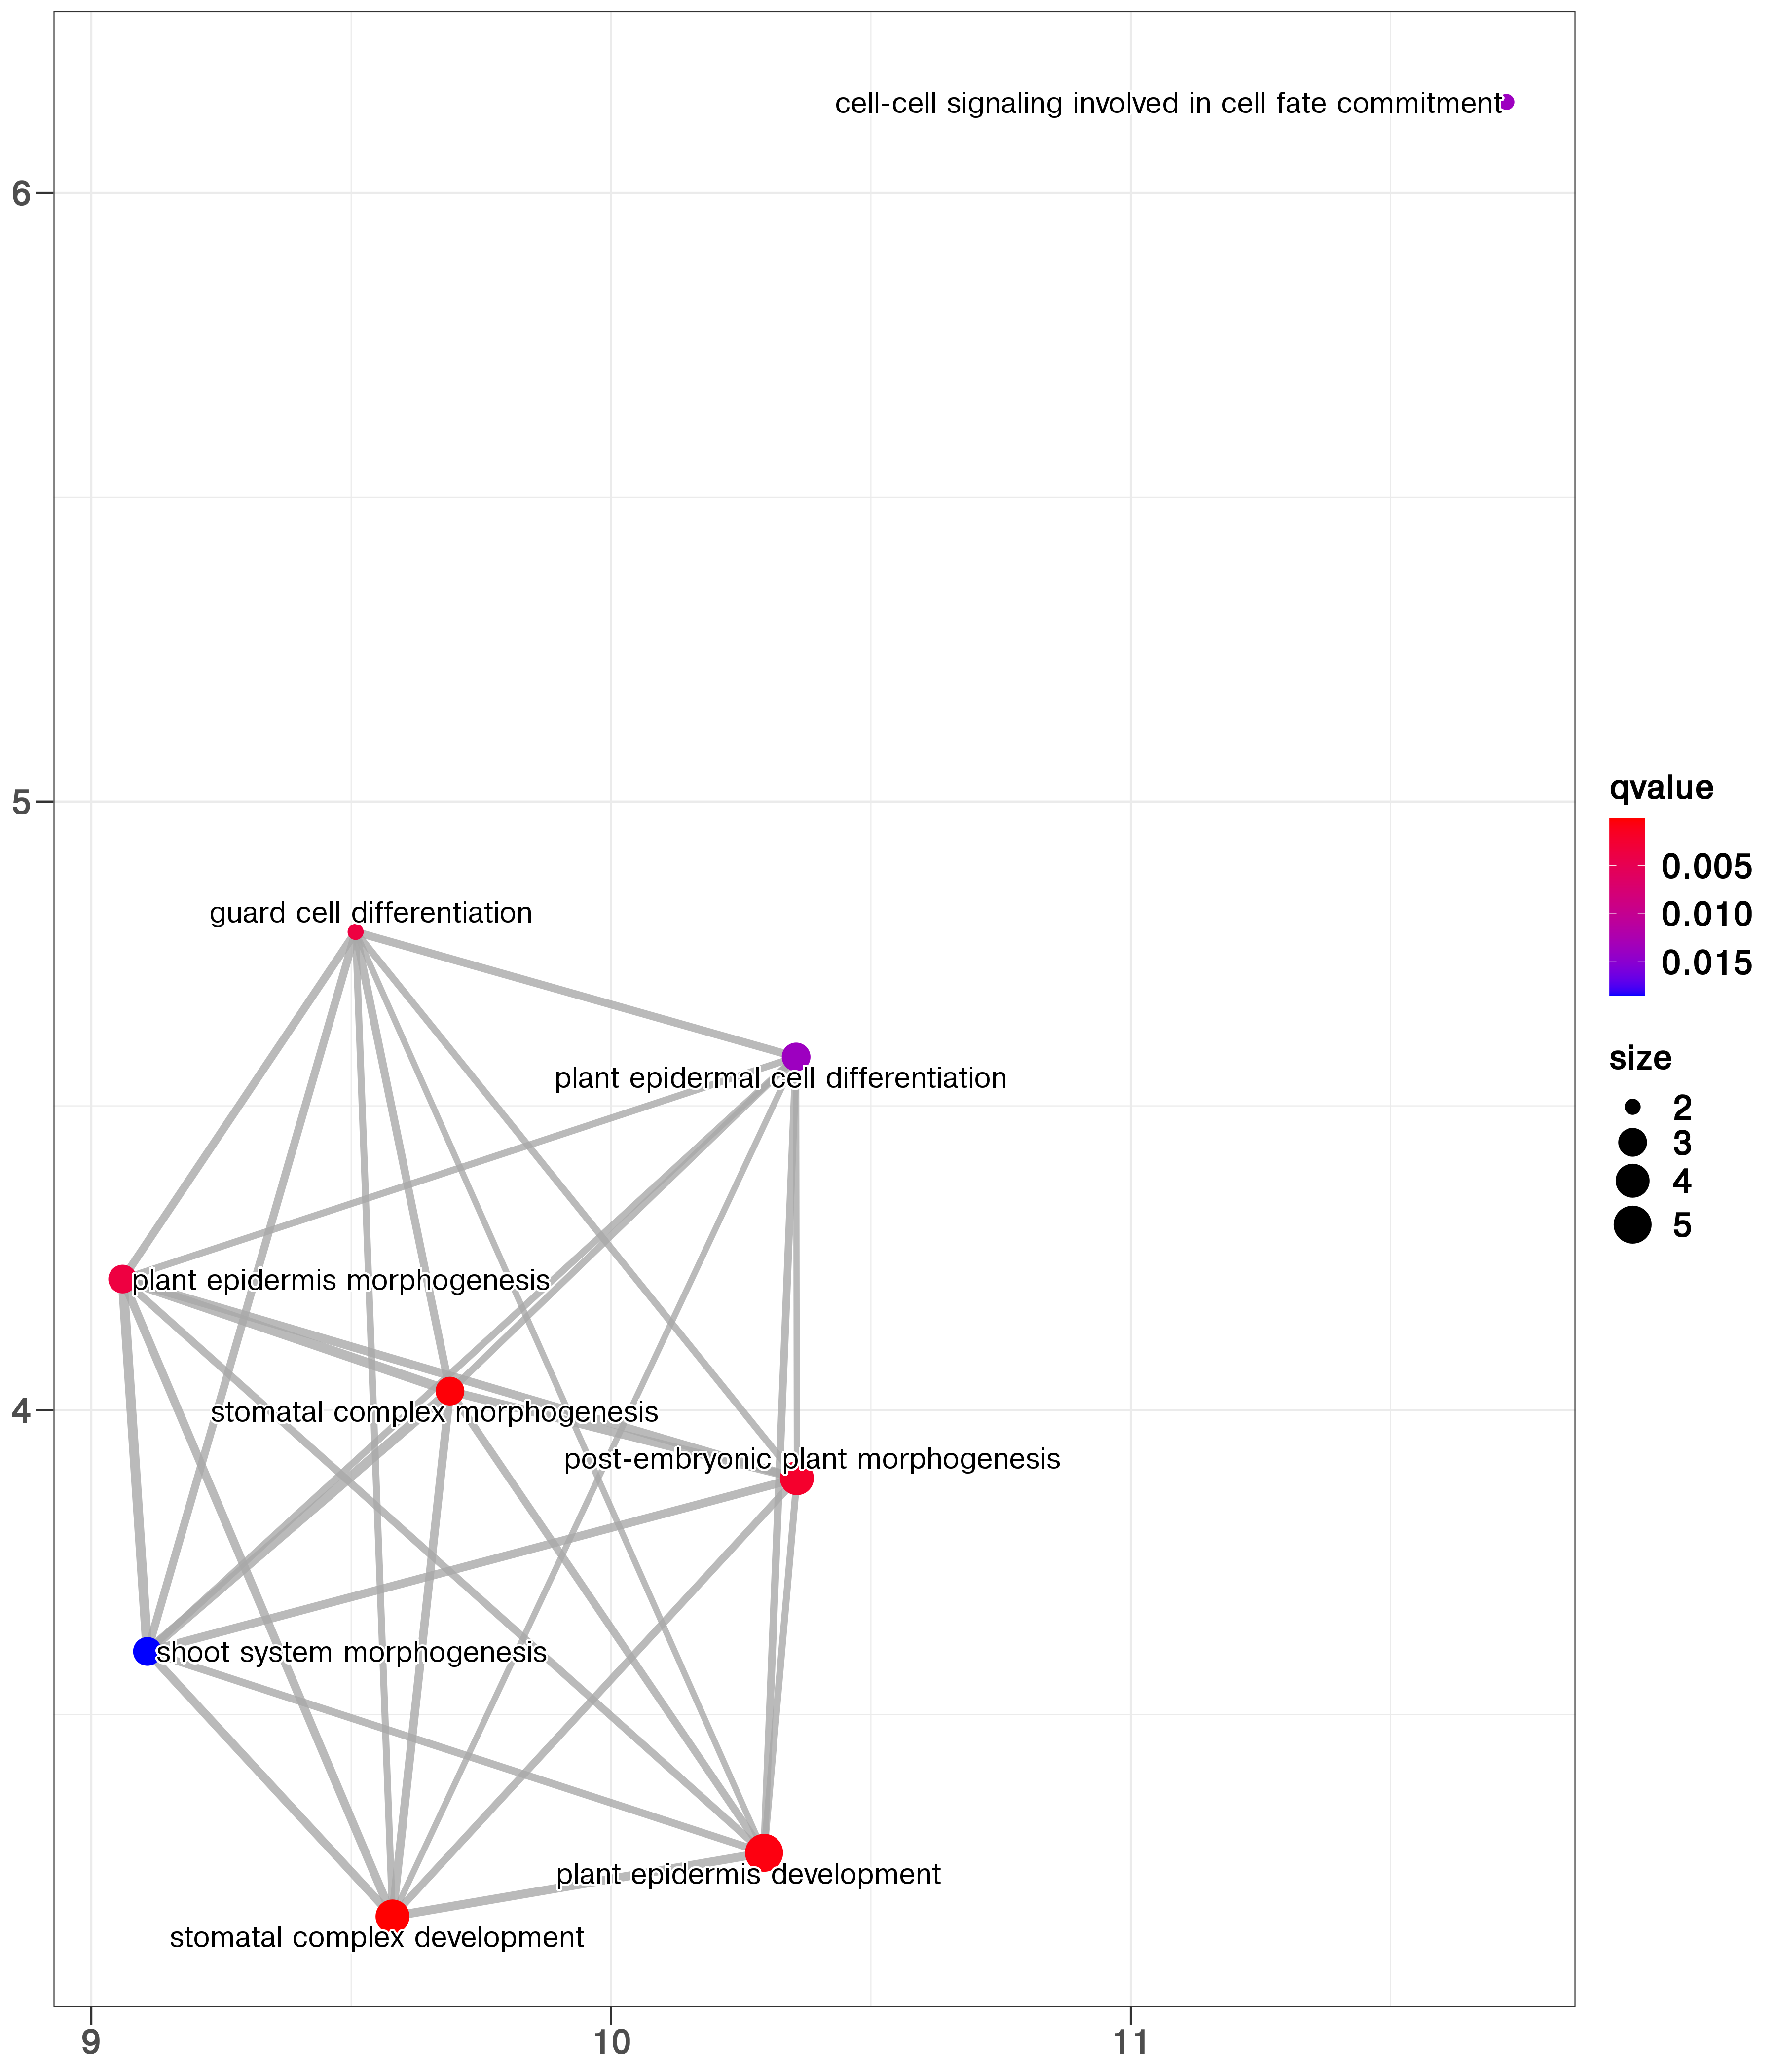 cell-cell signaling involved in cell fate commitment
6
5
guard cell differentiation
plant epidermal cell differentiation
plant epidermis morphogenesis
4
stomatal complex morphogenesis
post-embryonic plant morphogenesis
shoot system morphogenesis
plant epidermis development
stomatal complex development
9
10
11
qvalue
0.005
0.010
0.015
size
2
3
4
5